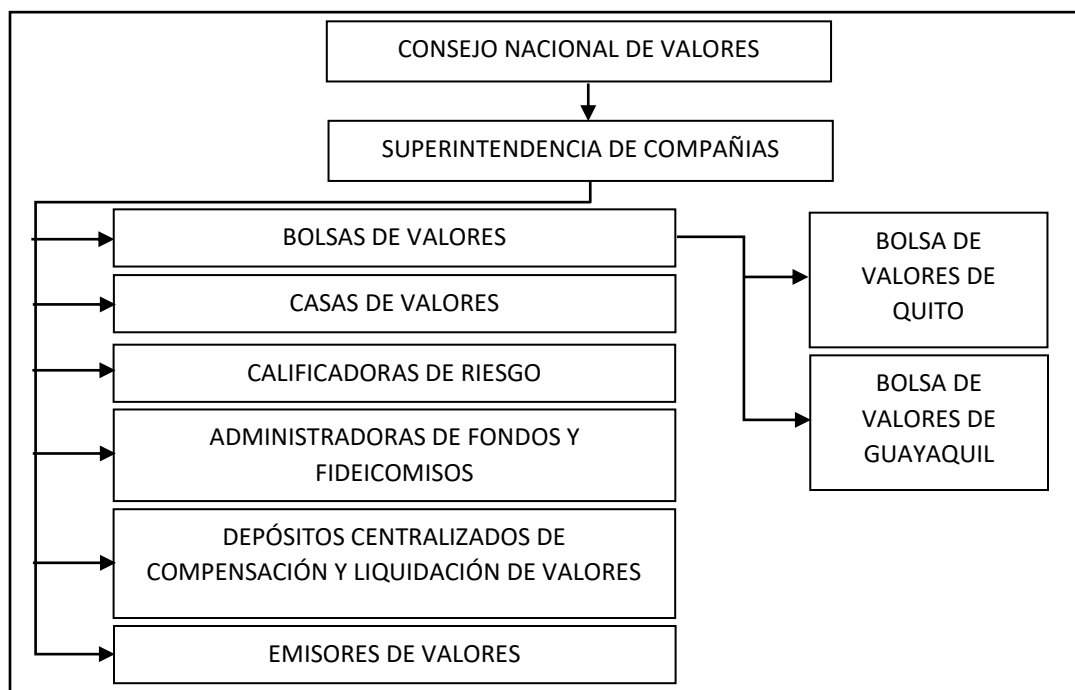 CONSEJO NACIONAL DE VALORES
SUPERINTENDENCIA DE COMPAÑIAS
BOLSAS DE VALORES
CASAS DE VALORES
CALIFICADORAS DE RIESGO
ADMINISTRADORAS DE FONDOS Y
FIDEICOMISOS
DEPÓSITOS CENTRALIZADOS DE
COMPENSACIÓN Y LIQUIDACIÓN DE VALORES
EMISORES DE VALORES
BOLSA DE
VALORES DE
QUITO
BOLSA DE
VALORES DE
GUAYAQUIL